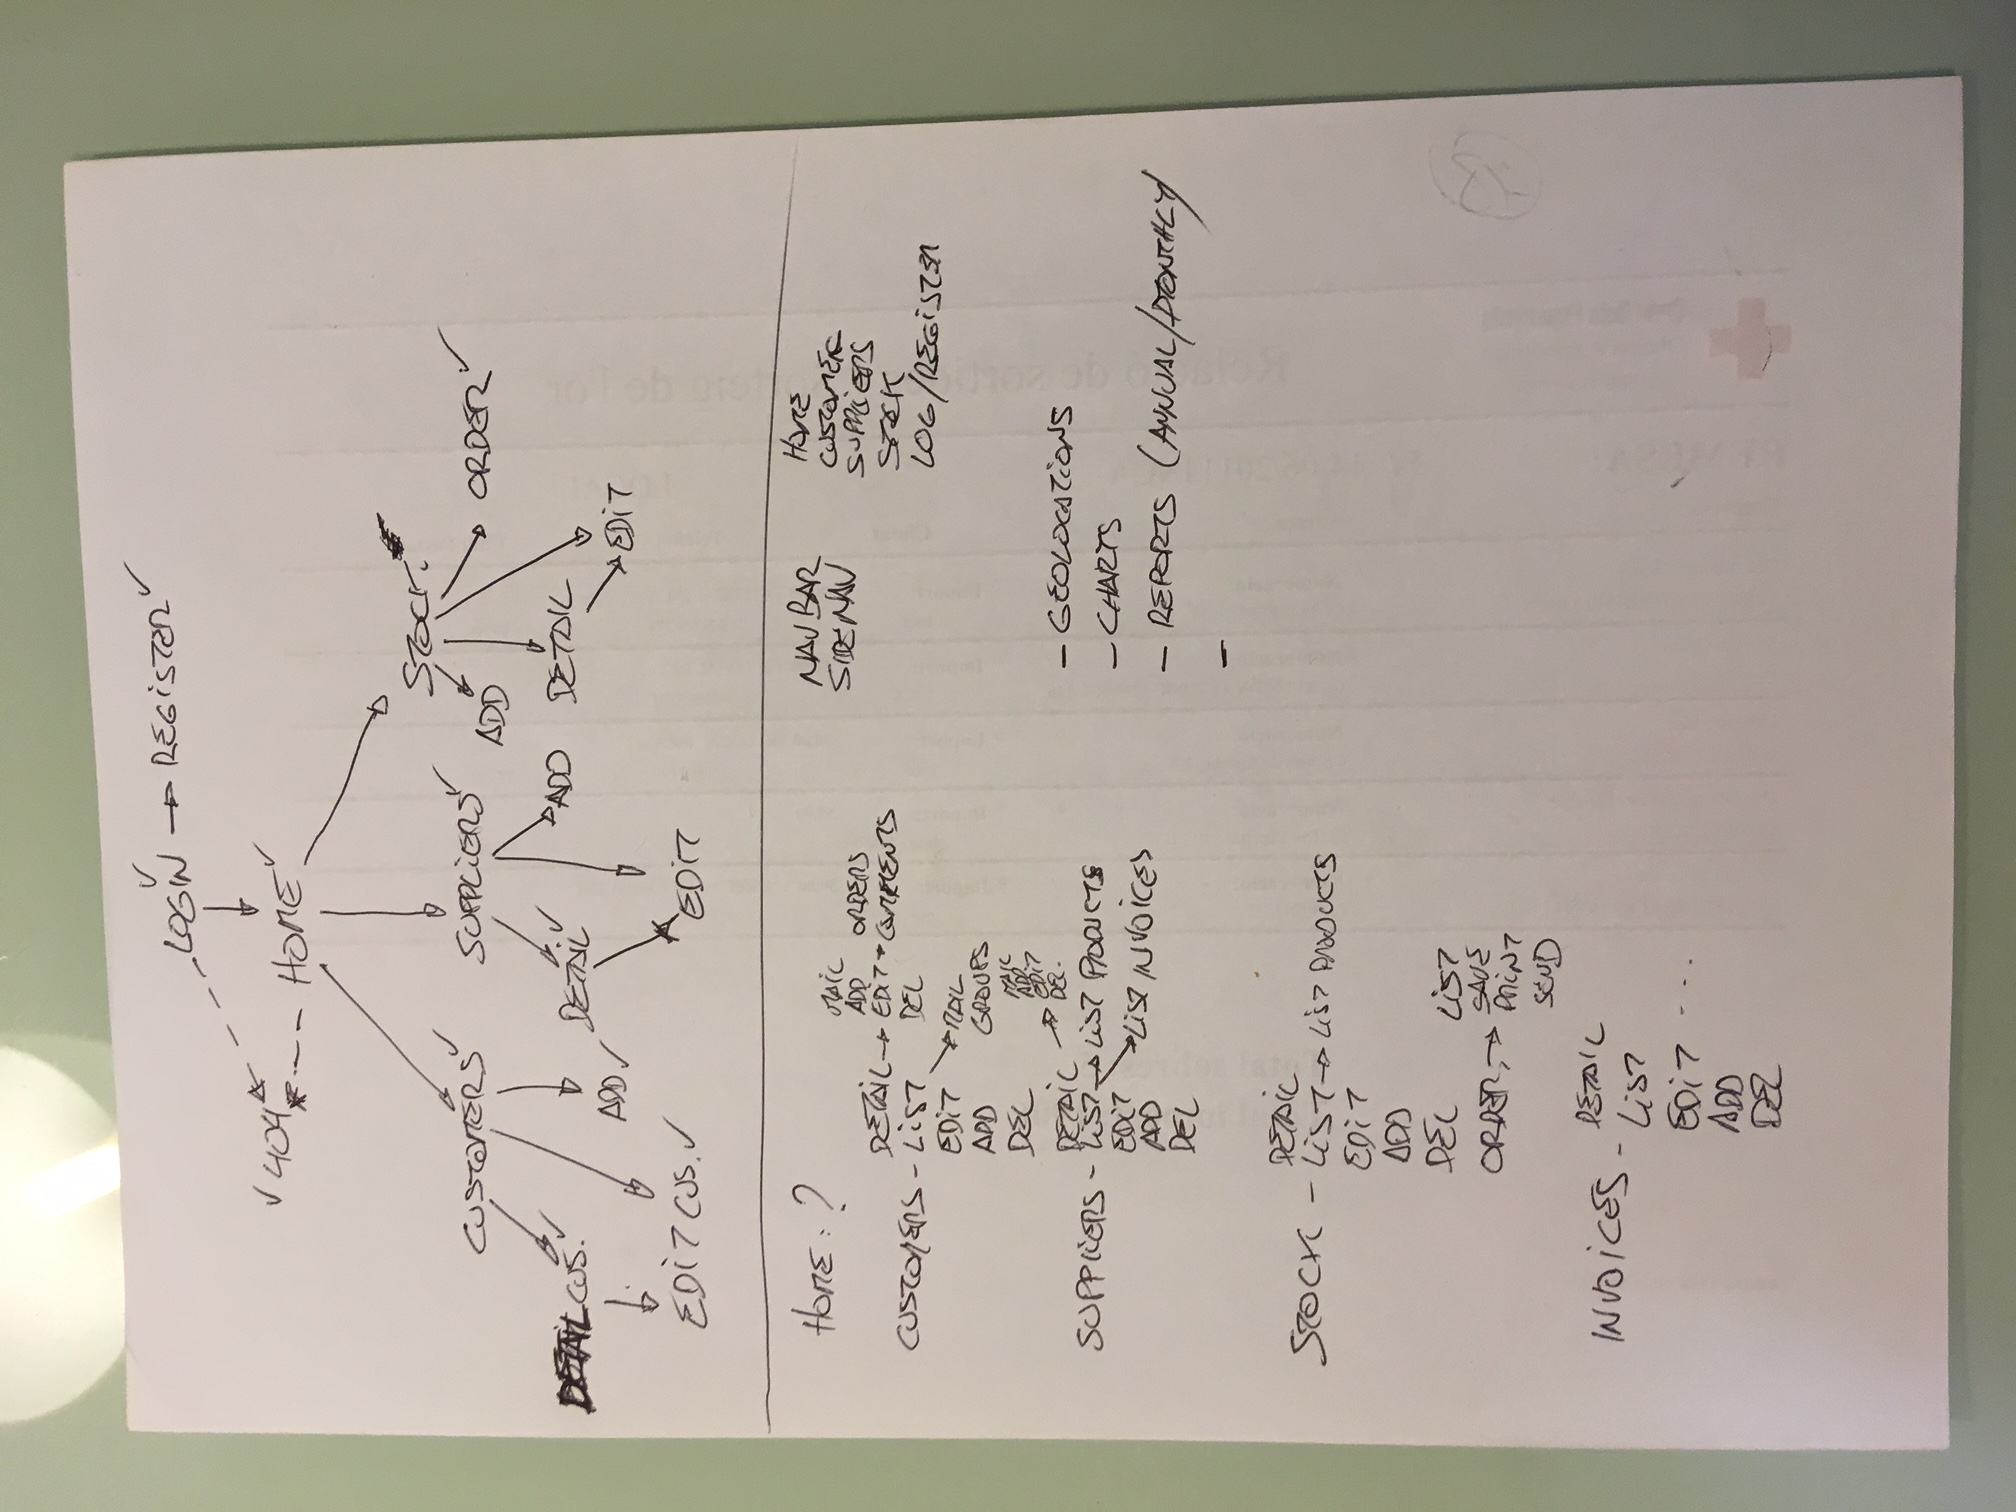 LOGIN → REGISTER
404
HOME
STOCK.
CUSTOMERS SUPPLIERS ADD ORDER
DETAIL CUS. DETAIL ADD DETAIL
ADD EDIT
EDIT CUS. EDIT
HOME: ?
MAIL
ADD ORDERS
DETAIL → EDIT → COMMENTS
CUSTOMERS - LIST DEL
EDIT MAIL
ADD GROUPS
DEL
MAIL
ADD
EDIT
DEL.
DETAIL →
SUPPLIERS - LIST → LIST PRODUCTS
EDIT
LIST INVOICES
ADD
DEL
DETAIL
STOCK - LIST → LIST PRODUCTS
EDIT
ADD
DEL
LIST
SAVE
ORDER, →
PRINT
SEND
DETAIL
INVOICES -
LIST
EDIT ...
ADD
DEL
NAVBAR
SIDENAV
HOME
CUSTOMER
SUPPLIERS
STOCK
LOG/REGISTER
- GEOLOCATIONS
- CHARTS
- REPORTS (ANNUAL/MONTHLY)
-